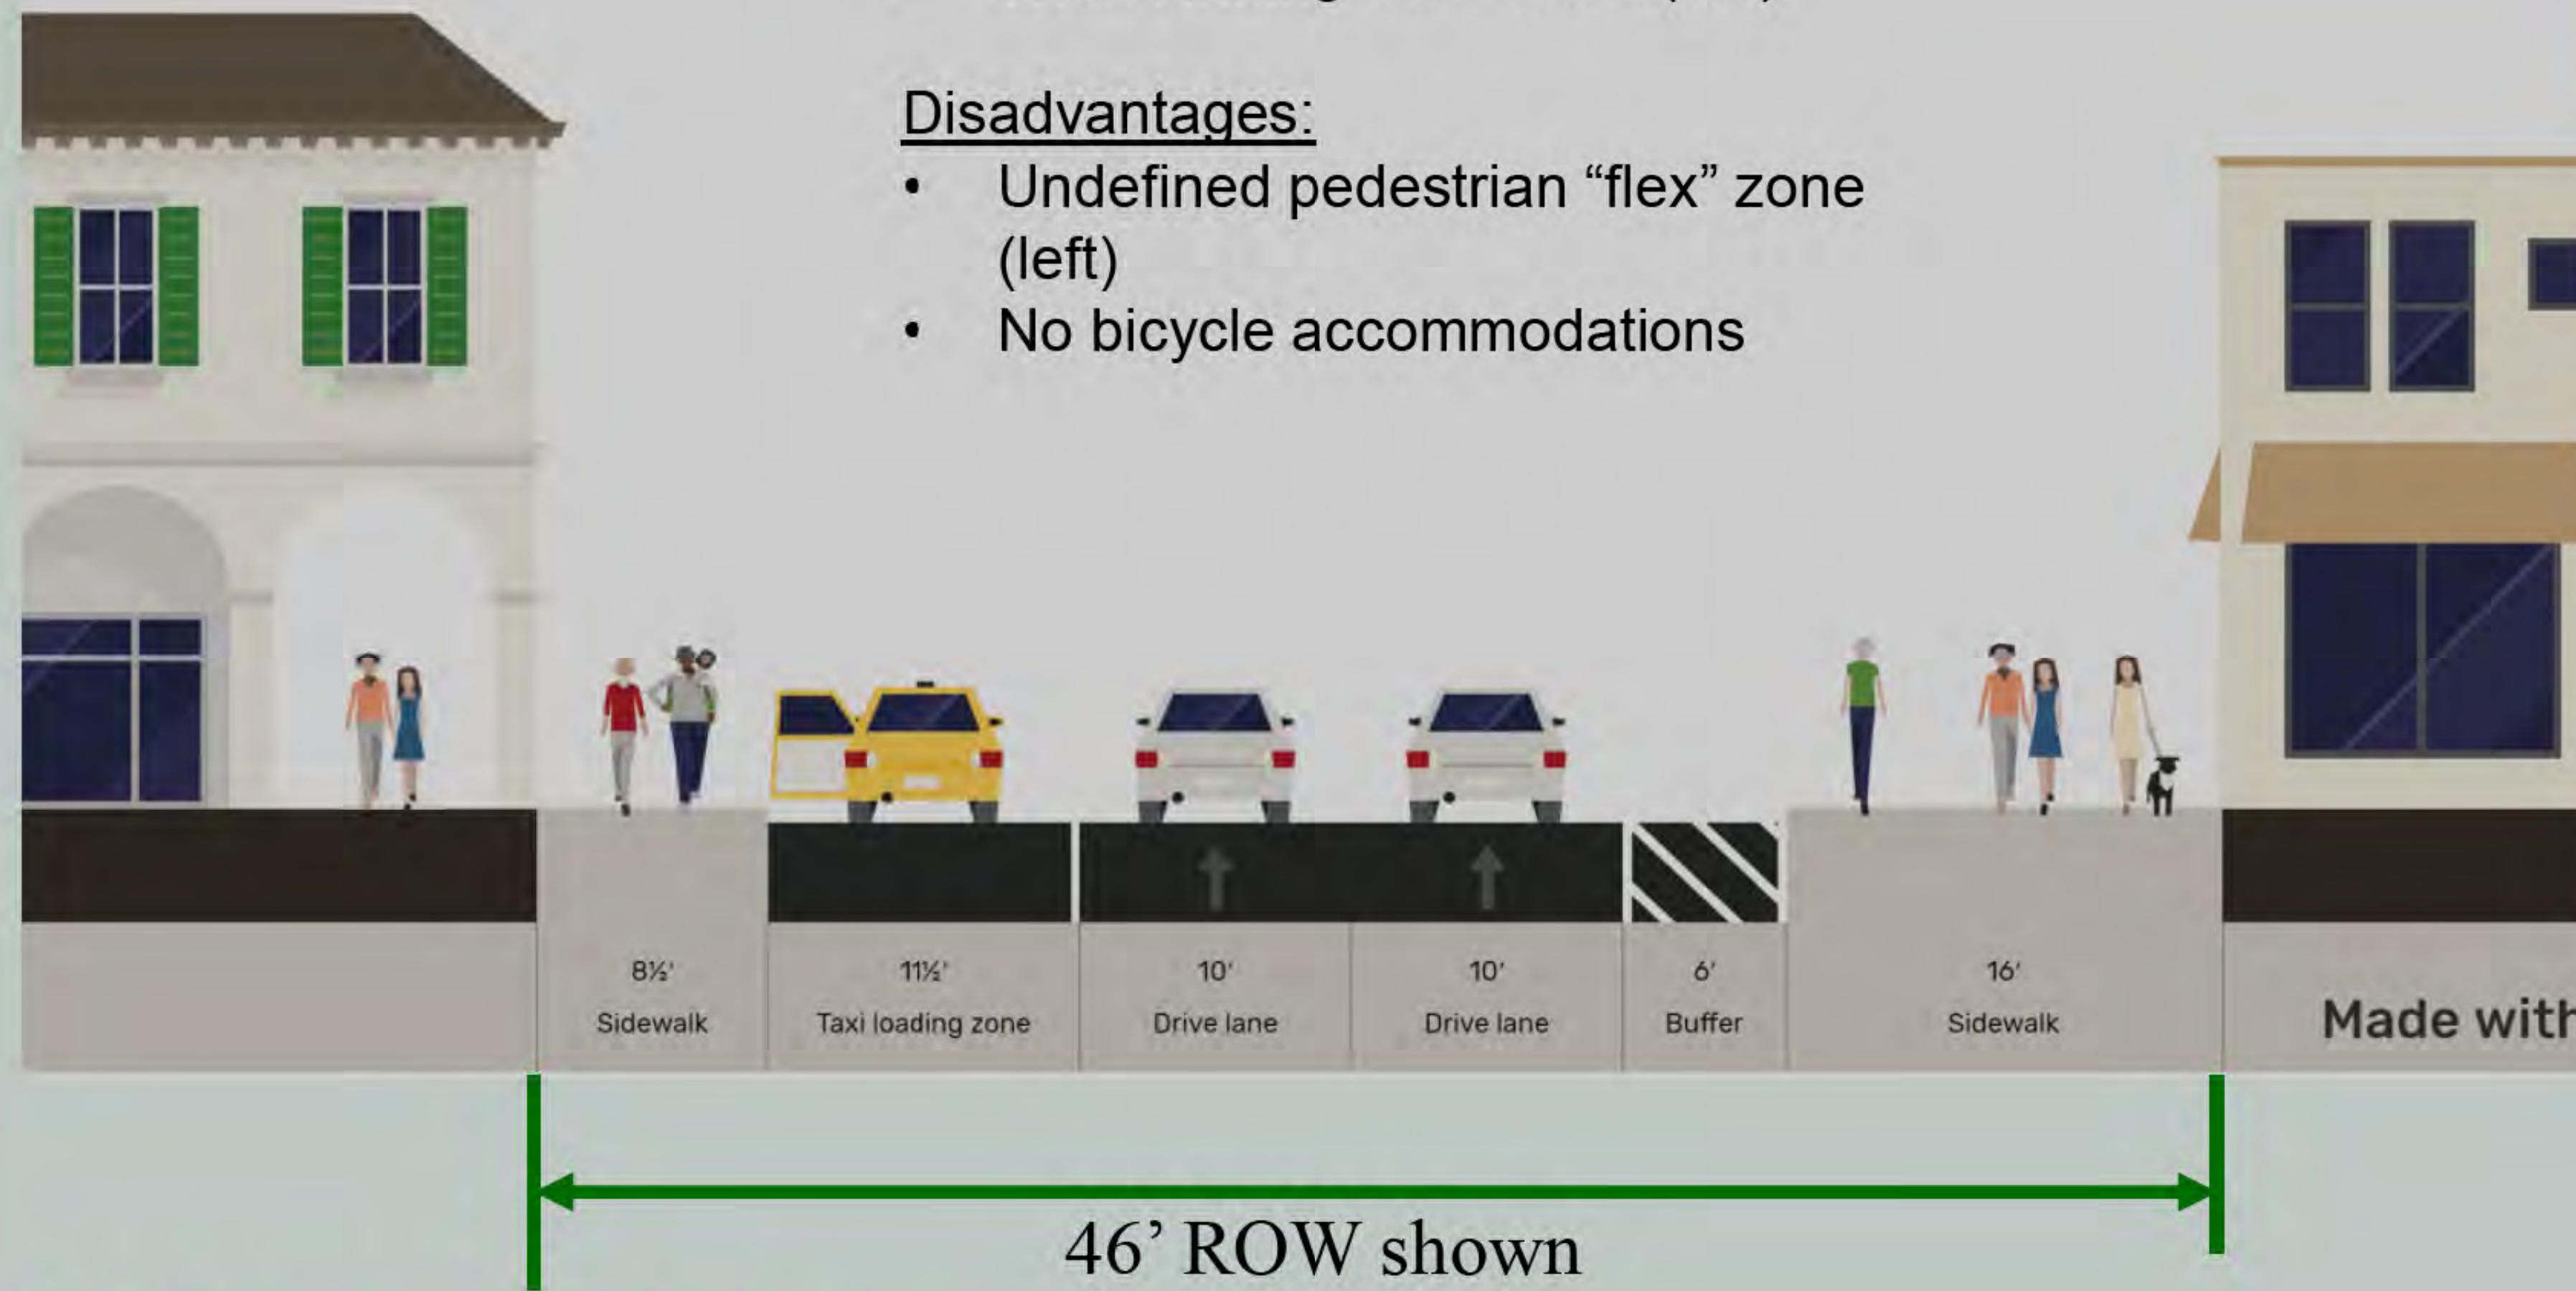 Disadvantages:
• Undefined pedestrian “flex” zone
(left)
• No bicycle accommodations
8½' 11½' 10' 10' 6' 16'
Sidewalk Taxi loading zone Drive lane Drive lane Buffer Sidewalk
Made with
46’ ROW shown